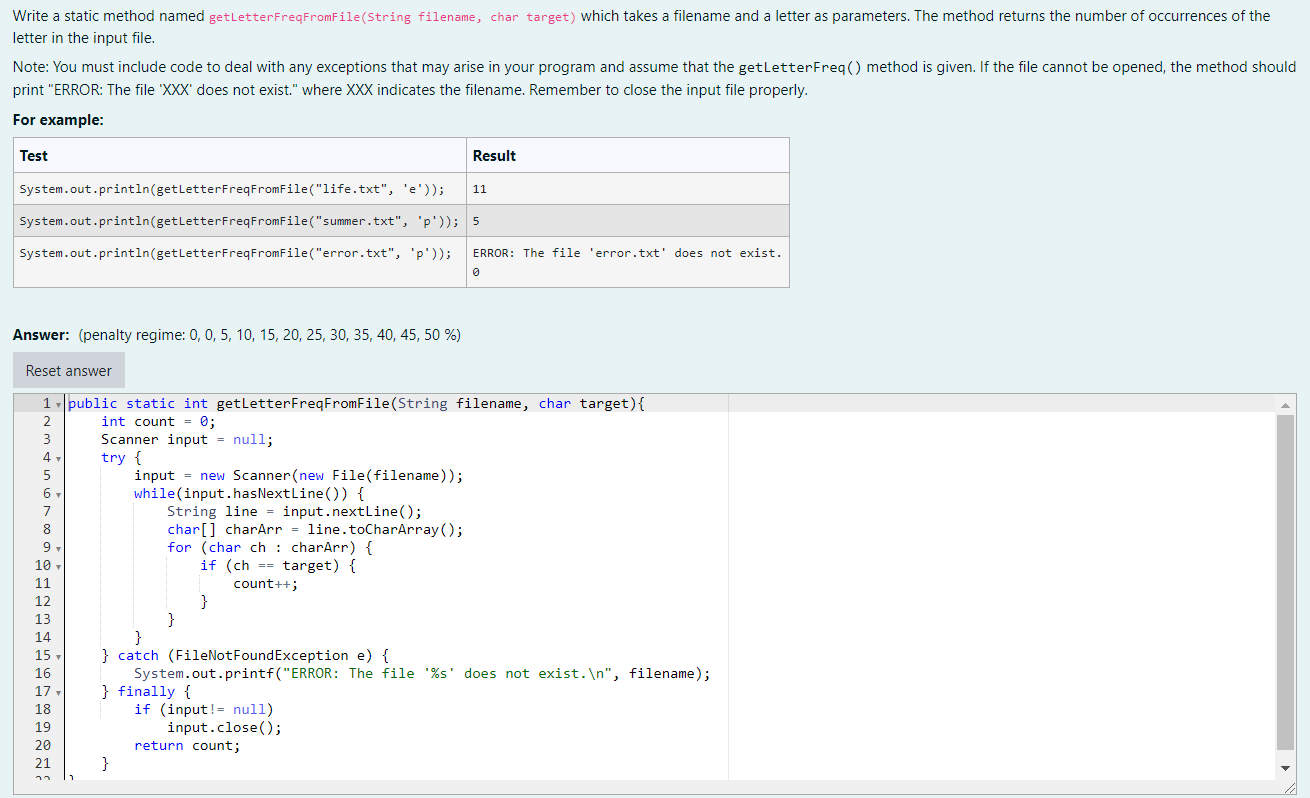 Write a static method named getLetterFreqFromFile(String filename, char target) which takes a filename and a letter as parameters. The method returns the number of occurrences of the
letter in the input file.
Note: You must include code to deal with any exceptions that may arise in your program and assume that the getLetterFreq() method is given. If the file cannot be opened, the method should
print "ERROR: The file 'XXX' does not exist." where XXX indicates the filename. Remember to close the input file properly.
For example:
Test Result
System.out.println(getLetterFreqFromFile("life.txt", 'e')); 11
System.out.println(getLetterFreqFromFile("summer.txt", 'p')); 5
System.out.println(getLetterFreqFromFile("error.txt", 'p')); ERROR: The file 'error.txt' does not exist.
0
Answer: (penalty regime: 0, 0, 5, 10, 15, 20, 25, 30, 35, 40, 45, 50 %)
Reset answer
1 public static int getLetterFreqFromFile(String filename, char target){
2 int count = 0;
3 Scanner input = null;
4 try {
5 input = new Scanner(new File(filename));
6 while(input.hasNextLine()) {
7 String line = input.nextLine();
8 char[] charArr = line.toCharArray();
9 for (char ch : charArr) {
10 if (ch == target) {
11 count++;
12 }
13 }
14 }
15 } catch (FileNotFoundException e) {
16 System.out.printf("ERROR: The file '%s' does not exist.\n", filename);
17 } finally {
18 if (input!= null)
19 input.close();
20 return count;
21 }
22 }